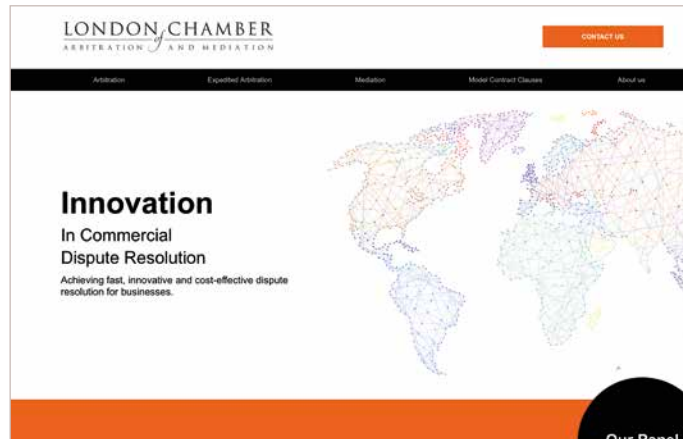 LONDON of CHAMBER
ARBITRATION AND MEDIATION
CONTACT US
Arbitration Expedited Arbitration Mediation Model Contract Clauses About us
Innovation
In Commercial
Dispute Resolution
Achieving fast, innovative and cost-effective dispute
resolution for businesses.
Our Panel